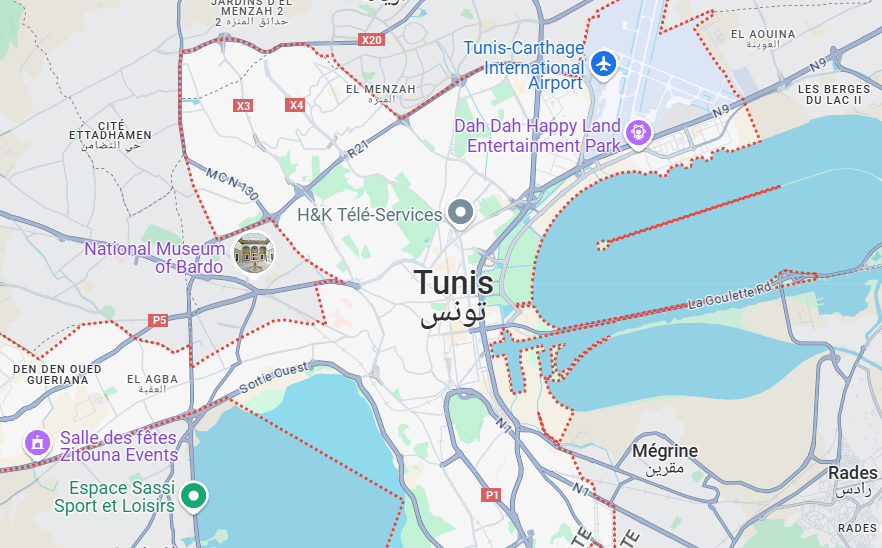 JARDINS D'EL
MENZAH 2
حدائق المنزه 2
X20
Tunis-Carthage
International
Airport
EL AOUINA
العوينة
N9
LES BERGES
DU LAC II
EL MENZAH
المنزه
X3
X4
N9
CITÉ
ETTADHAMEN
حي التضامن
Dah Dah Happy Land
Entertainment Park
R21
MC N 130
H&K Télé-Services
National Museum
of Bardo
Tunis
تونس
La Goulette Rd
P5
DEN DEN OUED
GUERIANA
EL AGBA
العقبة
Sortie Ouest
Salle des fêtes
Zitouna Events
N1
Mégrine
مقرين
Rades
رادس
Espace Sassi
Sport et Loisirs
P1
N1
RADES
TE
TE